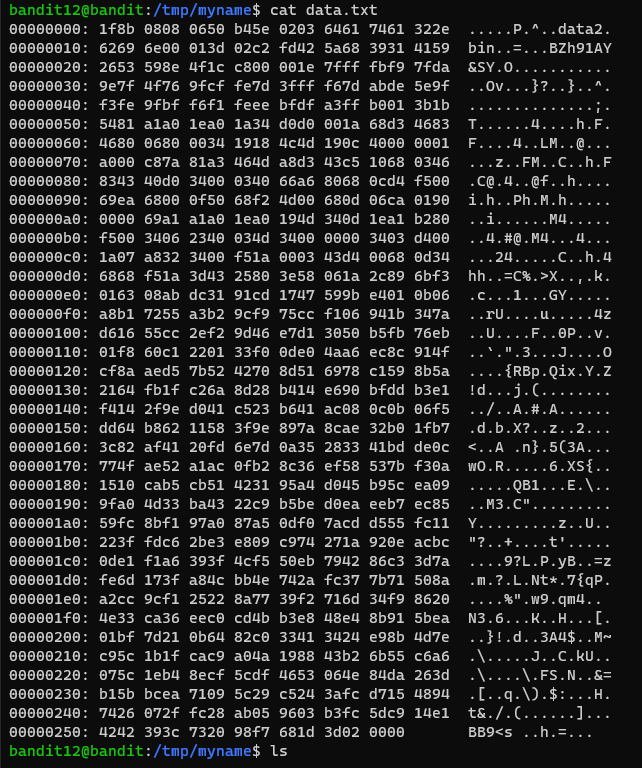 bandit12@bandit:/tmp/myname$ cat data.txt
00000000: 1f8b 0808 0650 b45e 0203 6461 7461 322e  .....P.^..data2.
00000010: 6269 6e00 013d 02c2 fd42 5a68 3931 4159  bin..=...BZh91AY
00000020: 2653 598e 4f1c c800 001e 7fff fbf9 7fda  &SY.O...........
00000030: 9e7f 4f76 9fcf fe7d 3fff f67d abde 5e9f  ..Ov...}?..}..^.
00000040: f3fe 9fbf f6f1 feee bfdf a3ff b001 3b1b  ..............;.
00000050: 5481 a1a0 1ea0 1a34 d0d0 001a 68d3 4683  T......4....h.F.
00000060: 4680 0680 0034 1918 4c4d 190c 4000 0001  F....4..LM..@...
00000070: a000 c87a 81a3 464d a8d3 43c5 1068 0346  ...z..FM..C..h.F
00000080: 8343 40d0 3400 0340 66a6 8068 0cd4 f500  .C@.4..@f..h....
00000090: 69ea 6800 0f50 68f2 4d00 680d 06ca 0190  i.h..Ph.M.h.....
000000a0: 0000 69a1 a1a0 1ea0 194d 340d 1ea1 b280  ..i......M4.....
000000b0: f500 3406 2340 034d 3400 0000 3403 d400  ..4.#@.M4...4...
000000c0: 1a07 a832 3400 f51a 0003 43d4 0068 0d34  ...24.....C..h.4
000000d0: 6868 f51a 3d43 2580 3e58 061a 2c89 6bf3  hh..=C%.>X..,.k.
000000e0: 0163 08ab dc31 91cd 1747 599b e401 0b06  .c...1...GY.....
000000f0: a8b1 7255 a3b2 9cf9 75cc f106 941b 347a  ..rU....u.....4z
00000100: d616 55cc 2ef2 9d46 e7d1 3050 b5fb 76eb  ..U....F..0P..v.
00000110: 01f8 60c1 2201 33f0 0de0 4aa6 ec8c 914f  ..`.".3...J....O
00000120: cf8a aed5 7b52 4270 8d51 6978 c159 8b5a  ....{RBp.Qix.Y.Z
00000130: 2164 fb1f c26a 8d28 b414 e690 bfdd b3e1  !d...j.(........
00000140: f414 2f9e d041 c523 b641 ac08 0c0b 06f5  ../..A.#.A......
00000150: dd64 b862 1158 3f9e 897a 8cae 32b0 1fb7  .d.b.X?..z..2...
00000160: 3c82 af41 20fd 6e7d 0a35 2833 41bd de0c  <..A .n}.5(3A...
00000170: 774f ae52 a1ac 0fb2 8c36 ef58 537b f30a  wO.R.....6.XS{..
00000180: 1510 cab5 cb51 4231 95a4 d045 b95c ea09  .....QB1...E.\..
00000190: 9fa0 4d33 ba43 22c9 b5be d0ea eeb7 ec85  ..M3.C".........
000001a0: 59fc 8bf1 97a0 87a5 0df0 7acd d555 fc11  Y.........z..U..
000001b0: 223f fdc6 2be3 e809 c974 271a 920e acbc  "?..+....t'.....
000001c0: 0de1 f1a6 393f 4cf5 50eb 7942 86c3 3d7a  ....9?L.P.yB..=z
000001d0: fe6d 173f a84c bb4e 742a fc37 7b71 508a  .m.?.L.Nt*.7{qP.
000001e0: a2cc 9cf1 2522 8a77 39f2 716d 34f9 8620  ....%".w9.qm4..
000001f0: 4e33 ca36 eec0 cd4b b3e8 48e4 8b91 5bea  N3.6...K..H...[.
00000200: 01bf 7d21 0b64 82c0 3341 3424 e98b 4d7e  ..}!.d..3A4$..M~
00000210: c95c 1b1f cac9 a04a 1988 43b2 6b55 c6a6  .\.....J..C.kU..
00000220: 075c 1eb4 8ecf 5cdf 4653 064e 84da 263d  .\....\.FS.N..&=
00000230: b15b bcea 7109 5c29 c524 3afc d715 4894  .[..q.\).$:...H.
00000240: 7426 072f fc28 ab05 9603 b3fc 5dc9 14e1  t&./.(......]...
00000250: 4242 393c 7320 98f7 681d 3d02 0000       BB9<s ..h.=...
bandit12@bandit:/tmp/myname$ ls